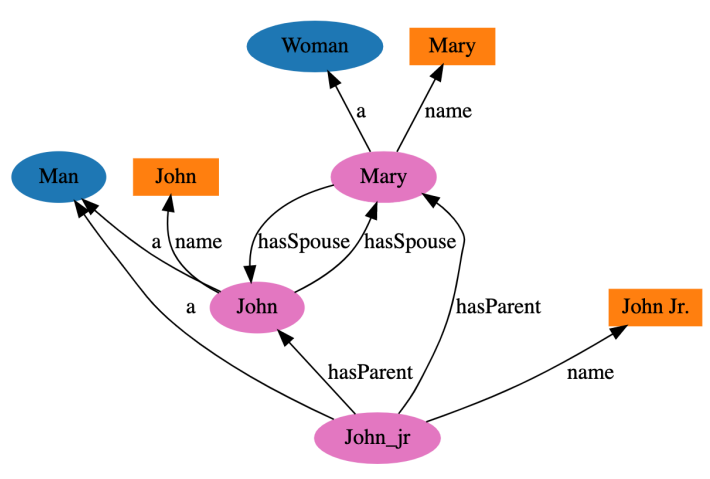 Woman
Mary
a
name
Man
John
Mary
a
name
hasSpouse
hasSpouse
a
John
hasParent
John Jr.
hasParent
name
John_jr